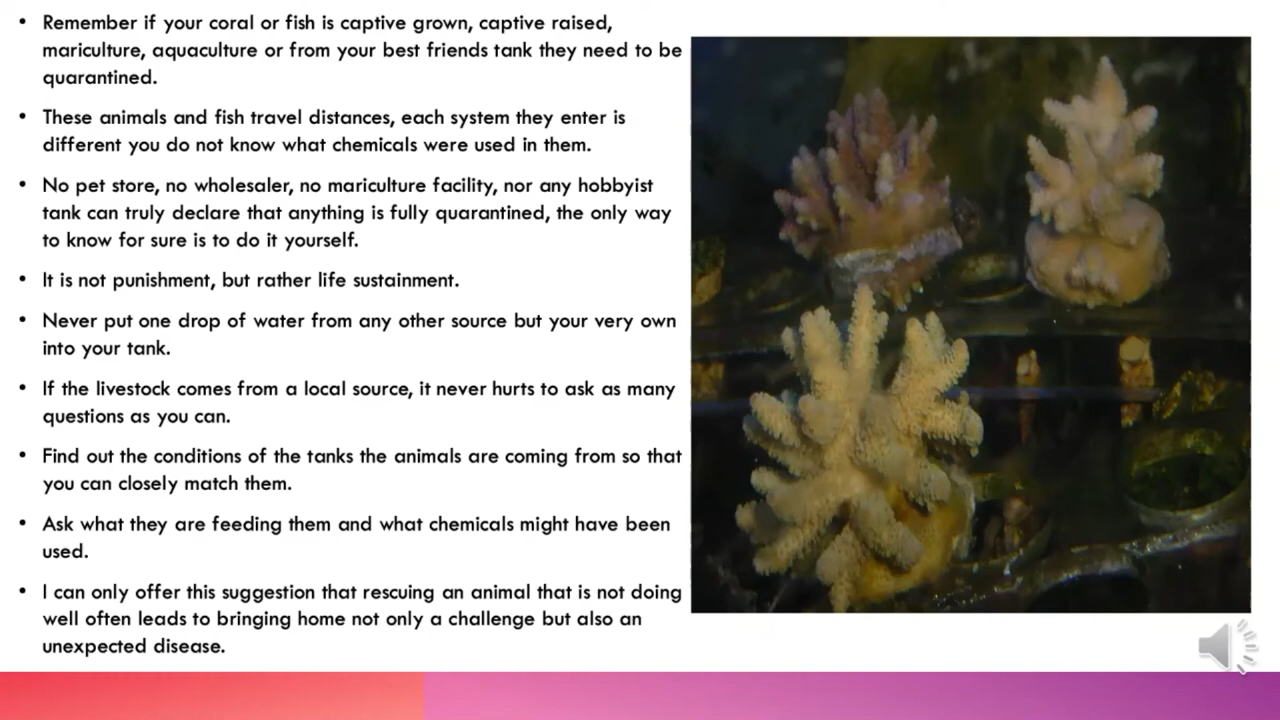 • Remember if your coral or fish is captive grown, captive raised,
mariculture, aquaculture or from your best friends tank they need to be
quarantined.
• These animals and fish travel distances, each system they enter is
different you do not know what chemicals were used in them.
• No pet store, no wholesaler, no mariculture facility, nor any hobbyist
tank can truly declare that anything is fully quarantined, the only way
to know for sure is to do it yourself.
• It is not punishment, but rather life sustainment.
• Never put one drop of water from any other source but your very own
into your tank.
• If the livestock comes from a local source, it never hurts to ask as many
questions as you can.
• Find out the conditions of the tanks the animals are coming from so that
you can closely match them.
• Ask what they are feeding them and what chemicals might have been
used.
• I can only offer this suggestion that rescuing an animal that is not doing
well often leads to bringing home not only a challenge but also an
unexpected disease.